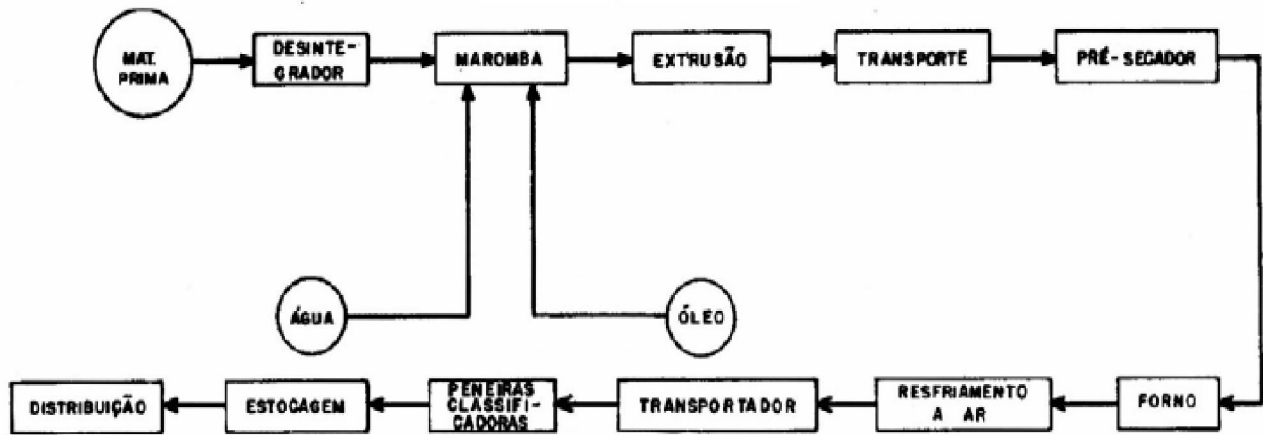 MAT.
PRIMA
DESINTE-
GRADOR
MAROMBA
EXTRUSÃO
TRANSPORTE
PRÉ-SECADOR
ÁGUA
ÓLEO
DISTRIBUIÇÃO
ESTOCAGEM
PENEIRAS
CLASSIFI-
CADORAS
TRANSPORTADOR
RESFRIAMENTO
A AR
FORNO